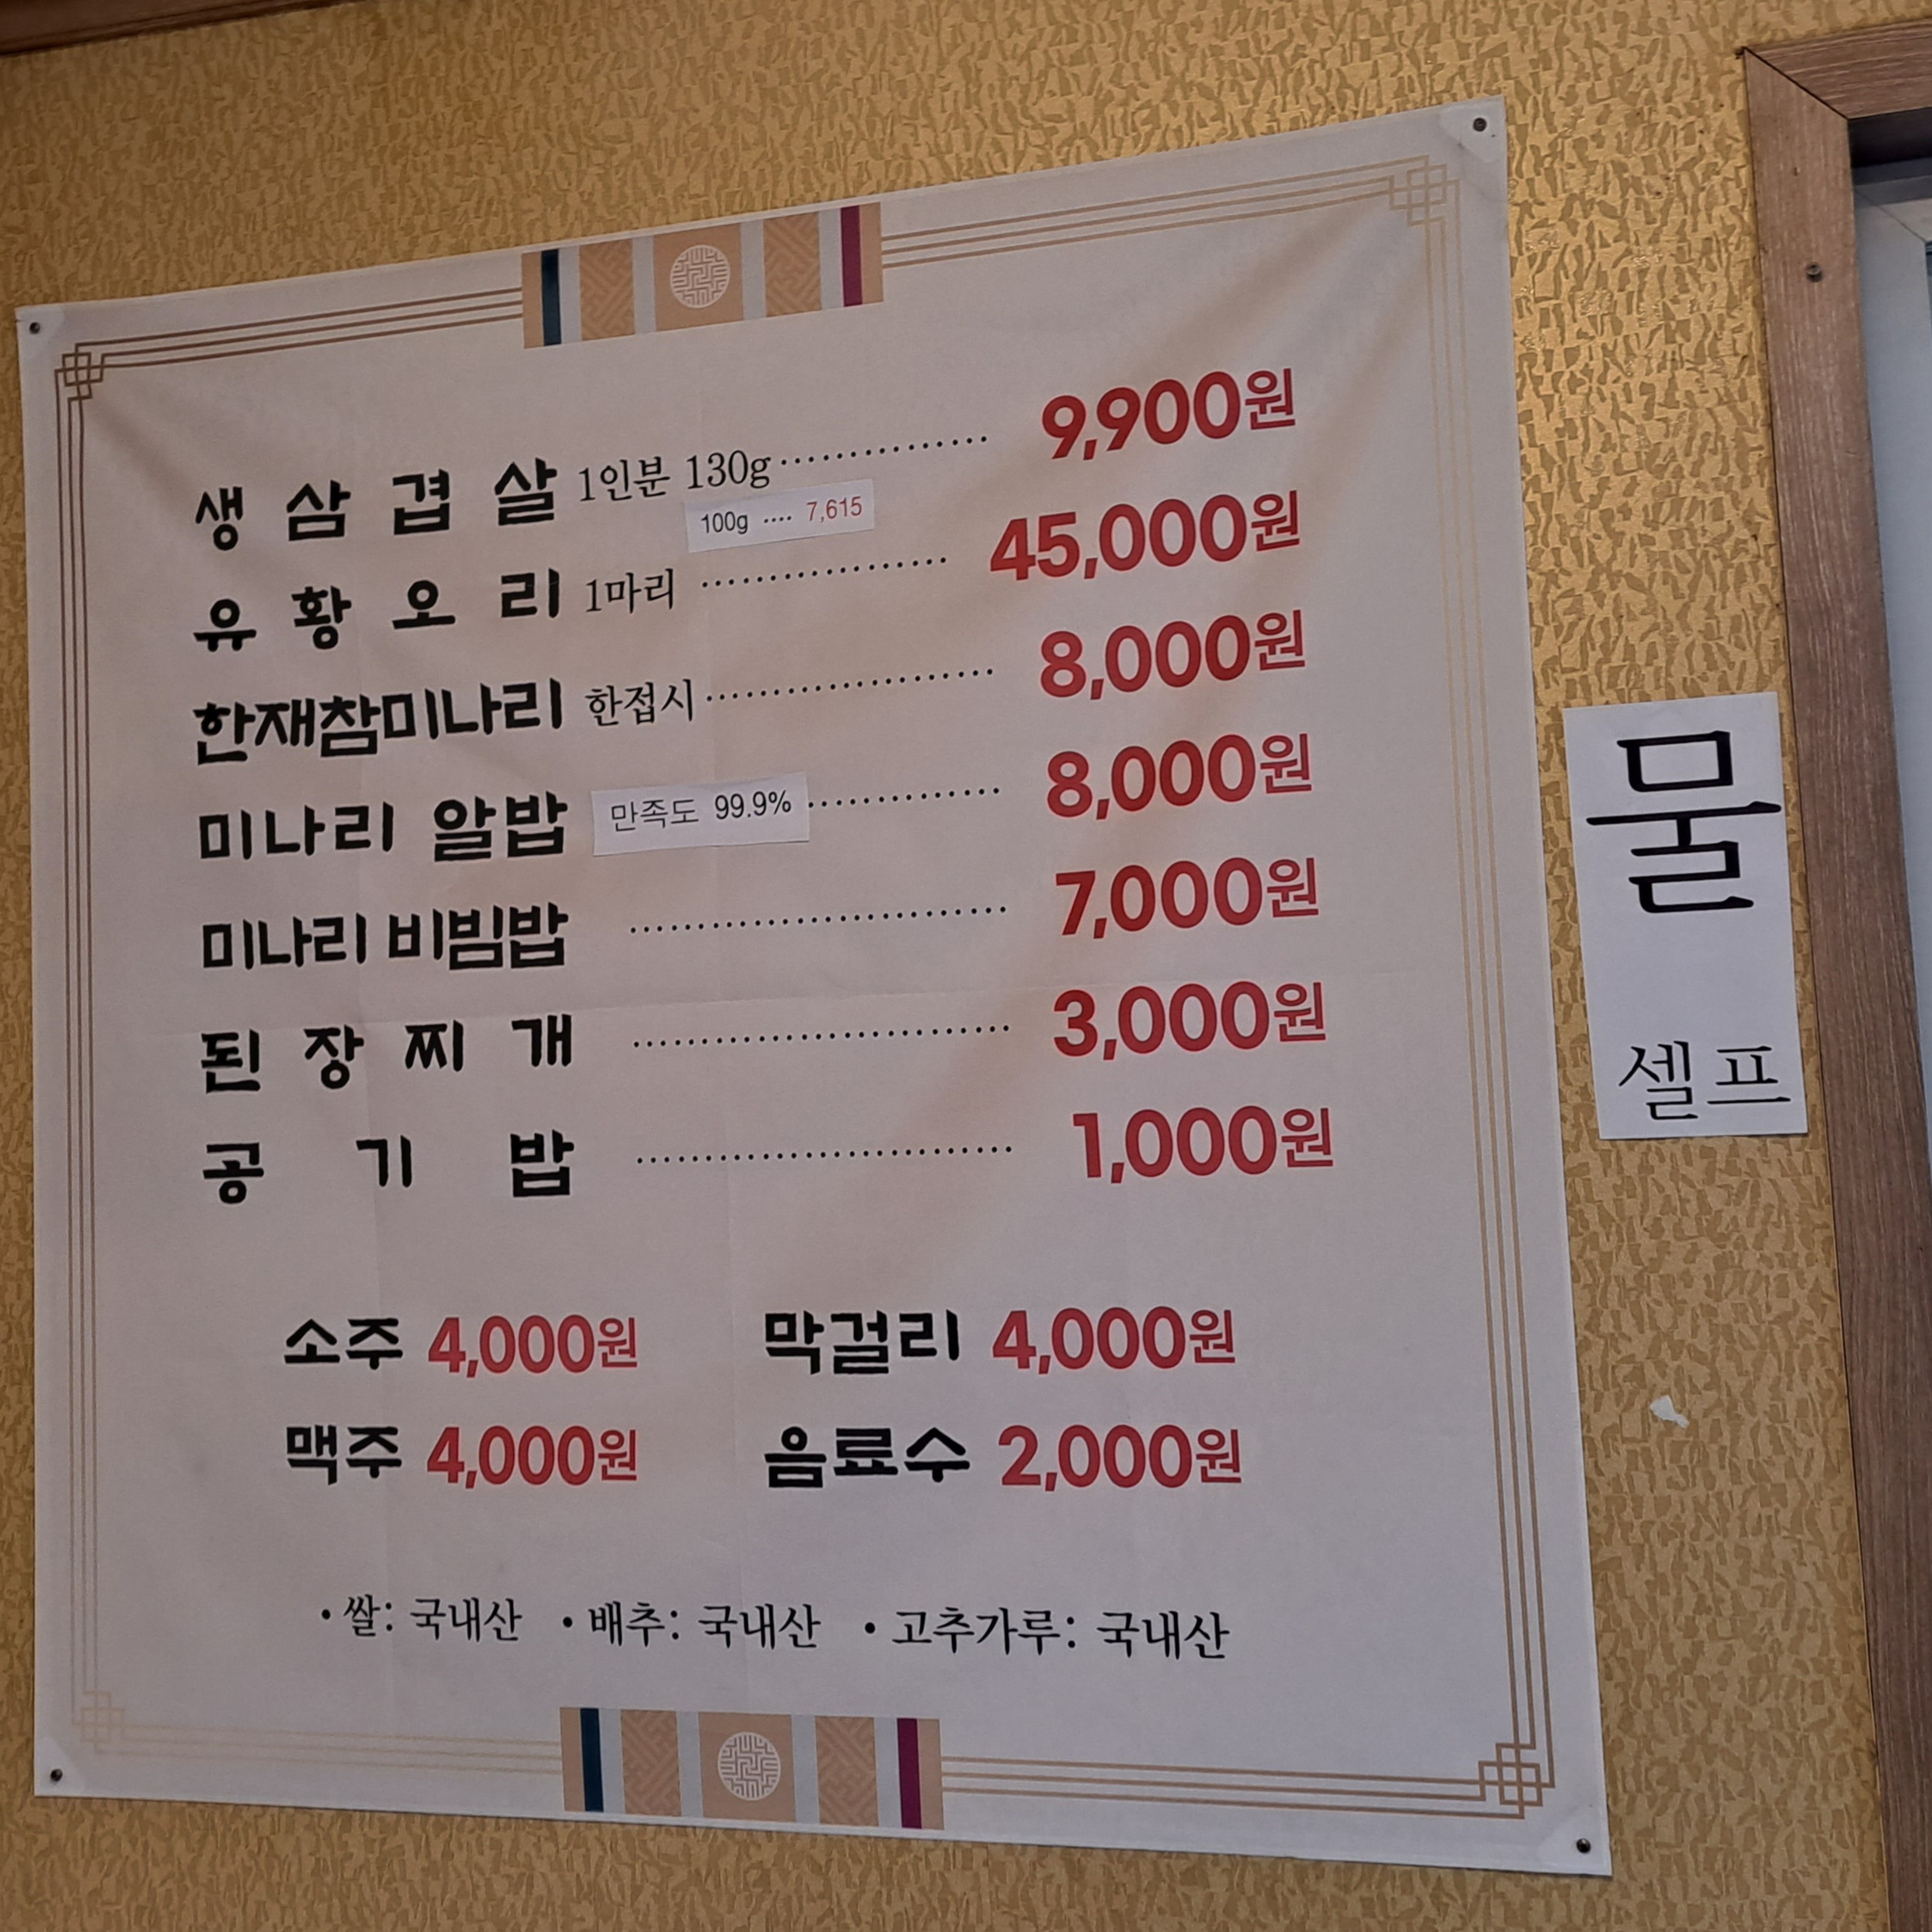 생삼겹살 1인분 130g ··············· 9,900원
100g ···· 7,615
유황오리 1마리 ·················· 45,000원
한재참미나리 한접시 ····················· 8,000원
미나리 알밥 만족도 99.9% ·············· 8,000원
미나리 비빔밥 ··························· 7,000원
된장찌개 ··························· 3,000원
공기밥 ··························· 1,000원
소주 4,000원 막걸리 4,000원
맥주 4,000원 음료수 2,000원
• 쌀: 국내산 • 배추: 국내산 • 고추가루: 국내산
물
셀프